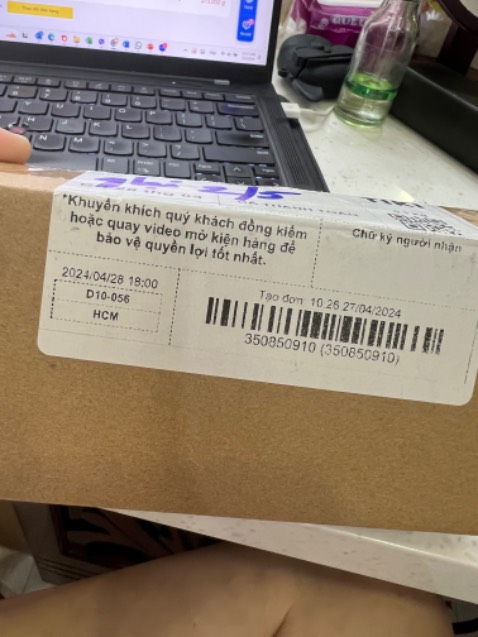 *Khuyến khích quý khách đồng kiểm
hoặc quay video mở kiện hàng để
bảo vệ quyền lợi tốt nhất.
Chữ ký người nhận
2024/04/28 18:00
D10-056
HCM
Tạo đơn: 10:26 27/04/2024
350850910 (350850910)